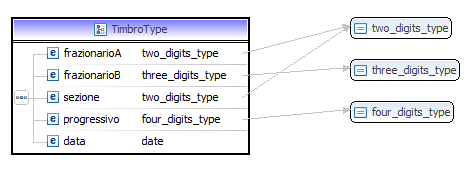 TimbroType
frazionarioA two_digits_type
frazionarioB three_digits_type
sezione two_digits_type
progressivo four_digits_type
data date
two_digits_type
three_digits_type
four_digits_type